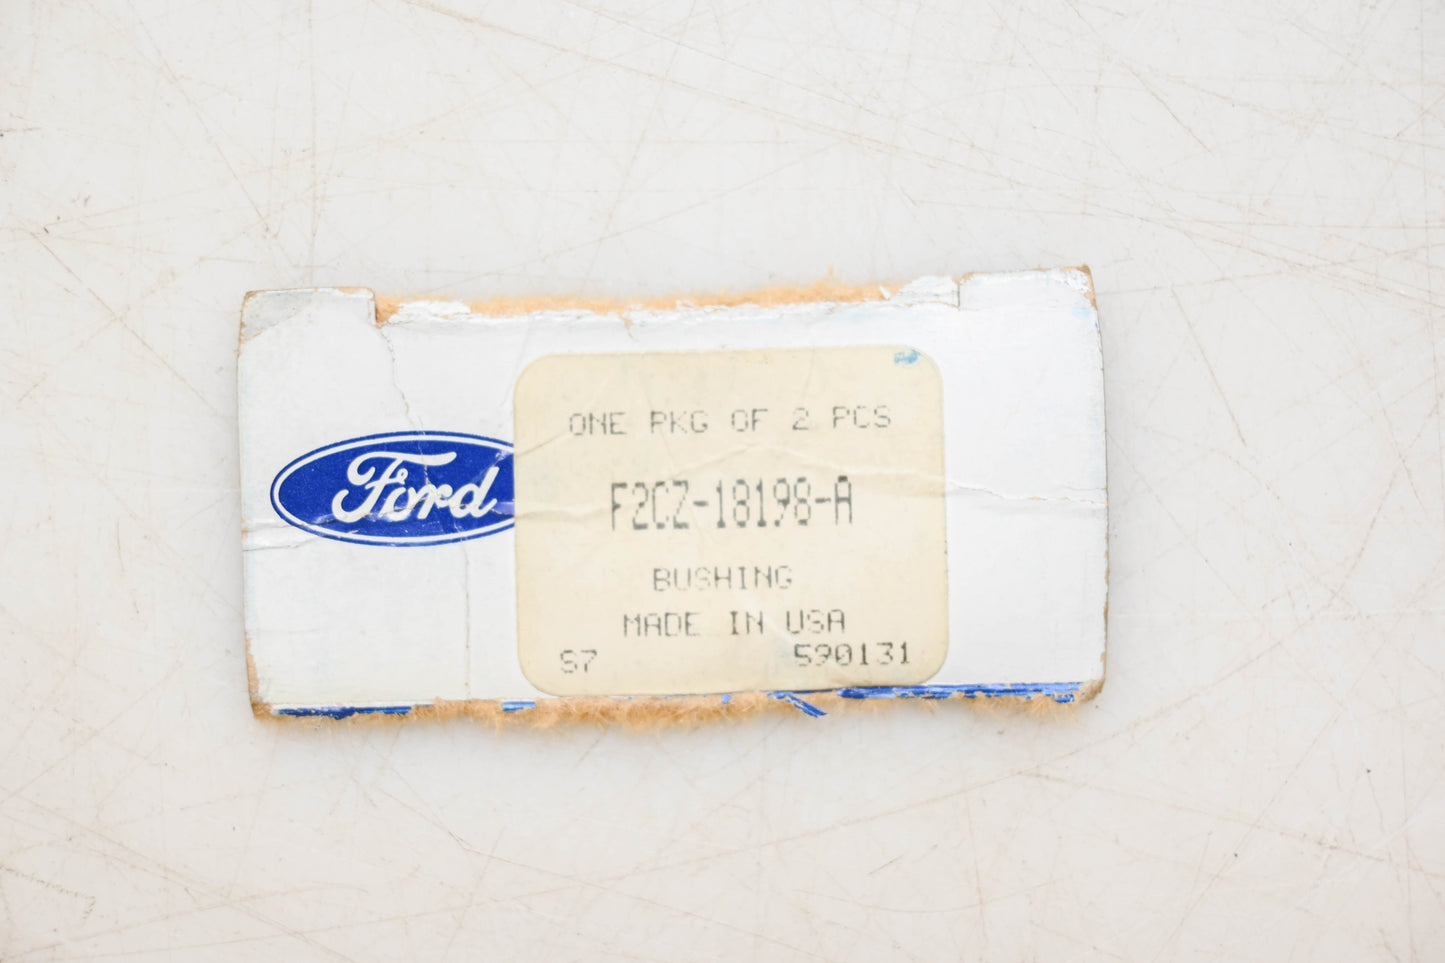 Ford
ONE PKG OF 2 PCS
F2CZ-18198-A
BUSHING
MADE IN USA
S7 590131